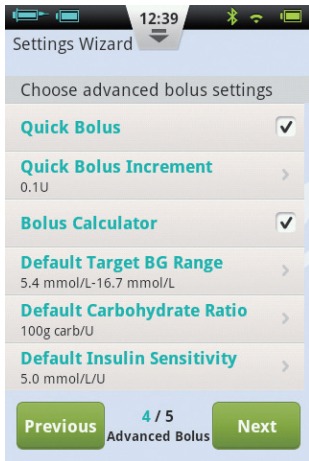 12:39
Settings Wizard
Choose advanced bolus settings
Quick Bolus
Quick Bolus Increment
0.1U
Bolus Calculator
Default Target BG Range
5.4 mmol/L-16.7 mmol/L
Default Carbohydrate Ratio
100g carb/U
Default Insulin Sensitivity
5.0 mmol/L/U
Previous
4 / 5
Advanced Bolus
Next